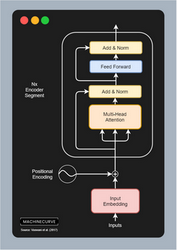 Add & Norm
Feed Forward
Nx
Encoder
Segment
Add & Norm
Multi-Head
Attention
Positional
Encoding
Input
Embedding
Inputs
MACHINECURVE
Source: Vaswani et al. (2017)